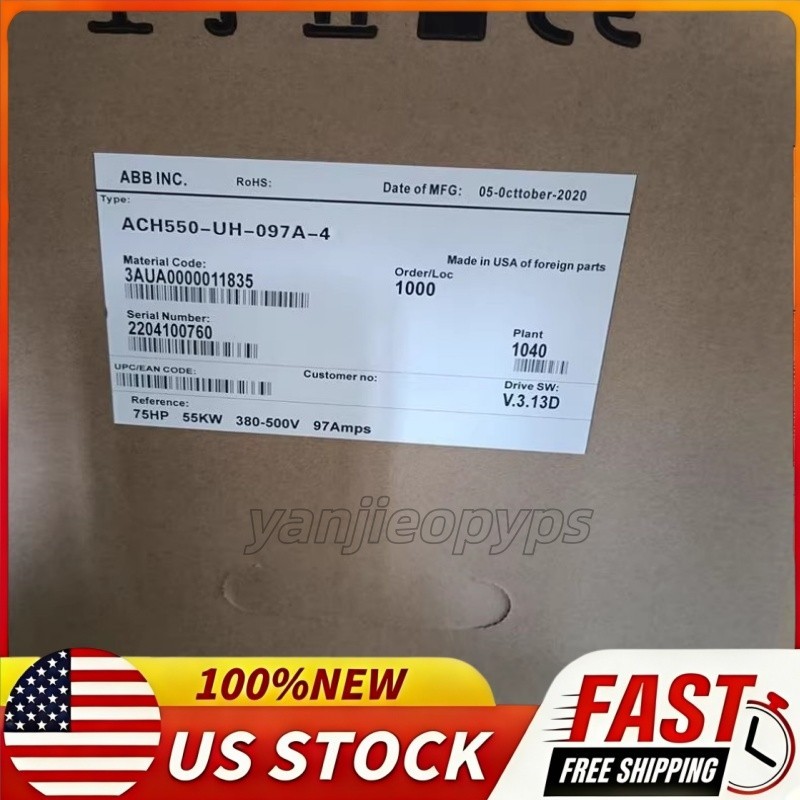 ABB INC. RoHS: Date of MFG: 05-0cttober-2020
Type:
ACH550-UH-097A-4
Material Code: Made in USA of foreign parts
3AUA0000011835 Order/Loc
1000
Serial Number: Plant
2204100760 1040
UPC/EAN CODE: Customer no: Drive SW:
V.3.13D
Reference:
75HP 55KW 380-500V 97Amps
yanjieopyps
100%NEW
US STOCK
FAST
FREE SHIPPING